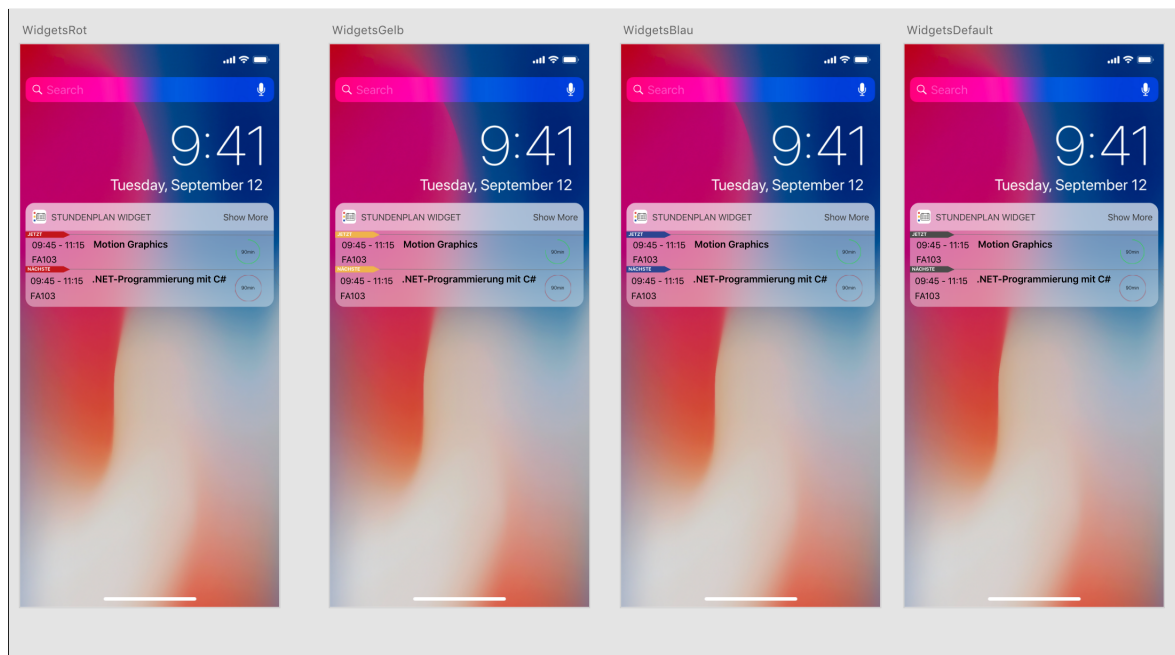 WidgetsRot
Search
9:41
Tuesday, September 12
STUNDENPLAN WIDGET Show More
JETZT
09:45 - 11:15 Motion Graphics
90min
FA103
NÄCHSTE
09:45 - 11:15 .NET-Programmierung mit C#
90min
FA103
WidgetsGelb
Search
9:41
Tuesday, September 12
STUNDENPLAN WIDGET Show More
JETZT
09:45 - 11:15 Motion Graphics
90min
FA103
NÄCHSTE
09:45 - 11:15 .NET-Programmierung mit C#
90min
FA103
WidgetsBlau
Search
9:41
Tuesday, September 12
STUNDENPLAN WIDGET Show More
JETZT
09:45 - 11:15 Motion Graphics
90min
FA103
NÄCHSTE
09:45 - 11:15 .NET-Programmierung mit C#
90min
FA103
WidgetsDefault
Search
9:41
Tuesday, September 12
STUNDENPLAN WIDGET Show More
JETZT
09:45 - 11:15 Motion Graphics
90min
FA103
NÄCHSTE
09:45 - 11:15 .NET-Programmierung mit C#
90min
FA103